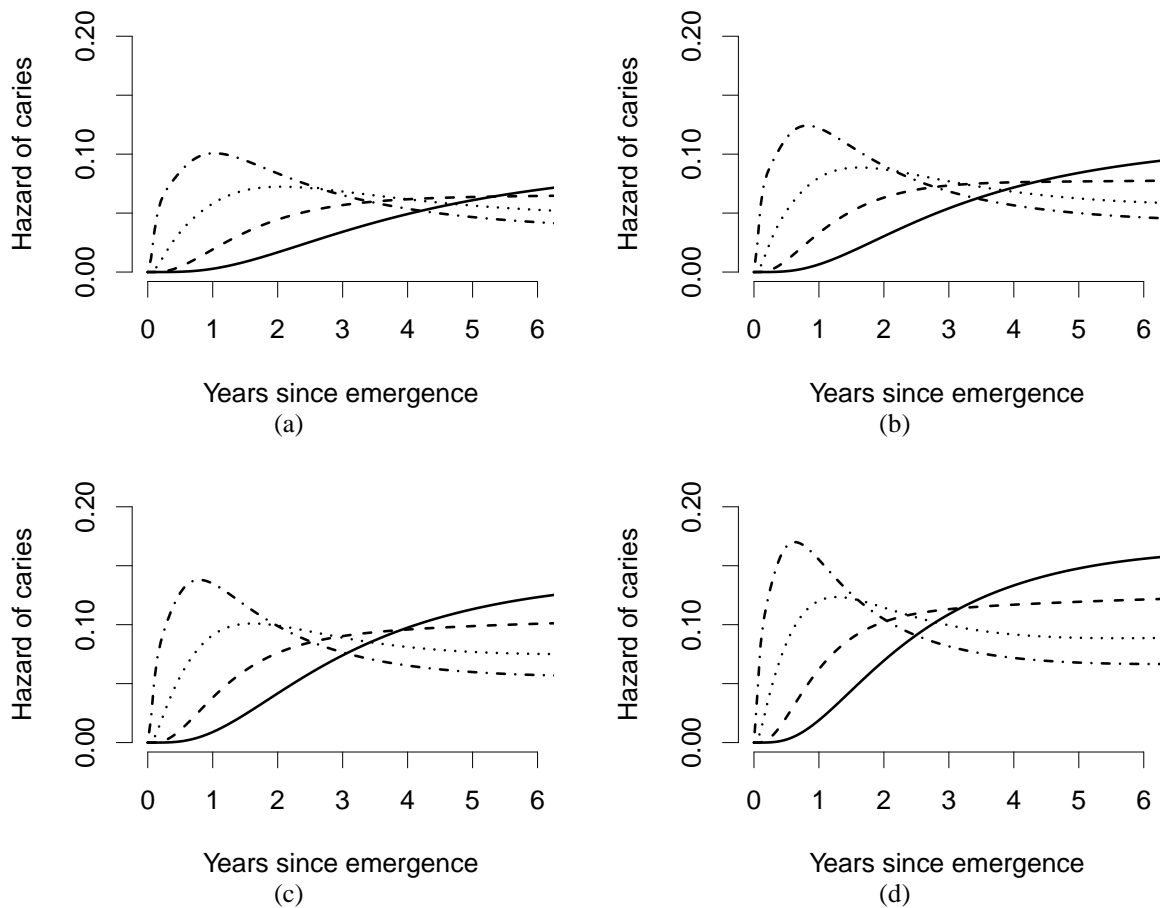 0.20
0.10
0.00
Hazard of caries
0 1 2 3 4 5 6
Years since emergence
(a)
0.20
0.10
0.00
Hazard of caries
0 1 2 3 4 5 6
Years since emergence
(b)
0.20
0.10
0.00
Hazard of caries
0 1 2 3 4 5 6
Years since emergence
(c)
0.20
0.10
0.00
Hazard of caries
0 1 2 3 4 5 6
Years since emergence
(d)